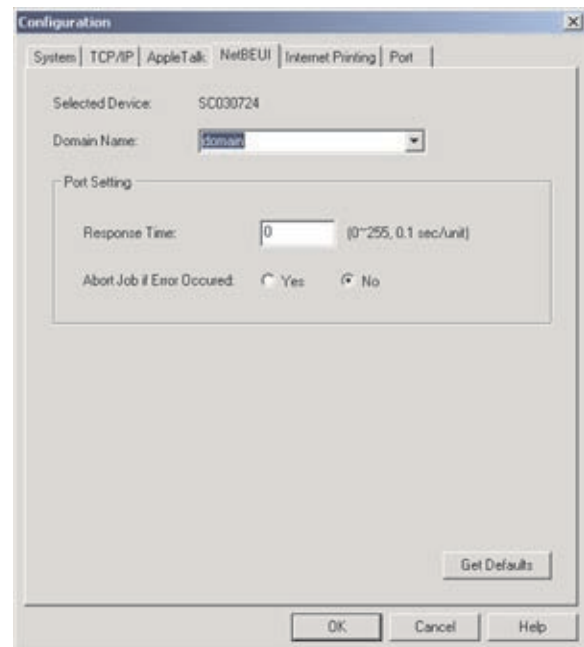 Configuration
System TCP/IP AppleTalk NetBEUI Internet Printing Port
Selected Device: SC030724
Domain Name: domain
Port Setting
Response Time: 0 (0~255, 0.1 sec/unit)
Abort Job if Error Occured: Yes No
Get Defaults
OK Cancel Help